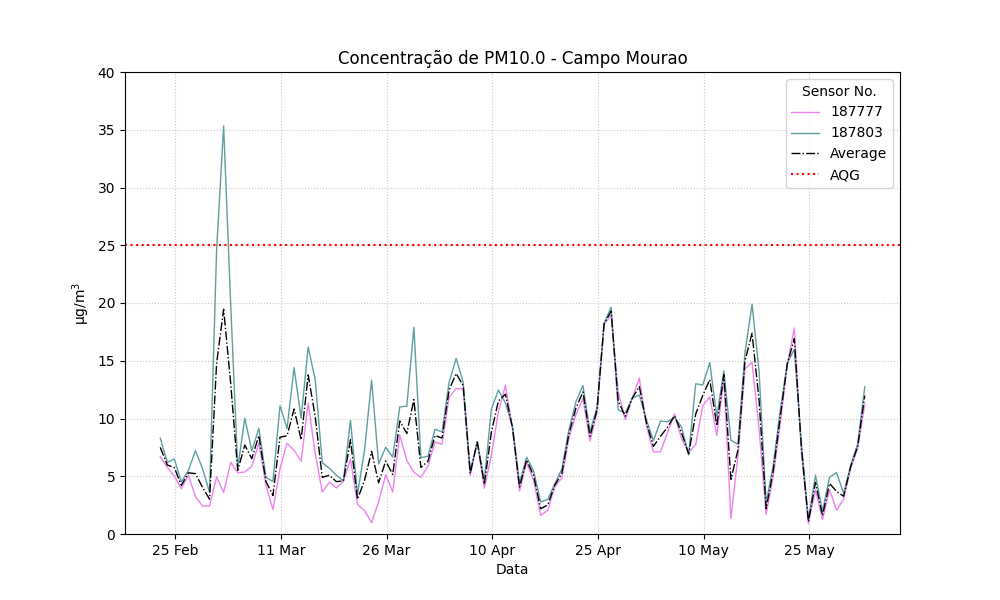 Concentração de PM10.0 - Campo Mourao
40
35
30
25
20
15
10
5
0
µg/m³
Sensor No.
187777
187803
Average
AQG
25 Feb
11 Mar
26 Mar
10 Apr
25 Apr
10 May
25 May
Data